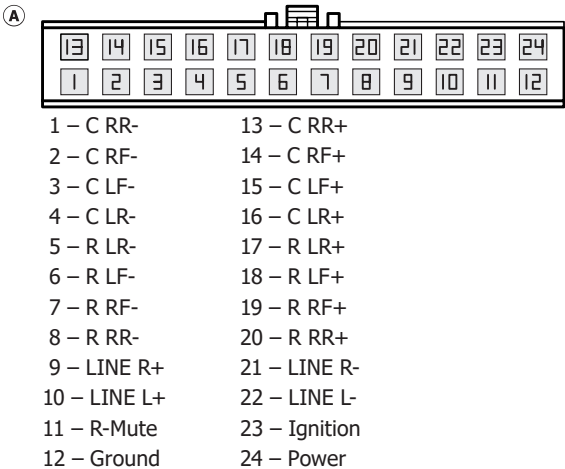 A
13 14 15 16 17 18 19 20 21 22 23 24
1 2 3 4 5 6 7 8 9 10 11 12
1 – C RR- 13 – C RR+
2 – C RF- 14 – C RF+
3 – C LF- 15 – C LF+
4 – C LR- 16 – C LR+
5 – R LR- 17 – R LR+
6 – R LF- 18 – R LF+
7 – R RF- 19 – R RF+
8 – R RR- 20 – R RR+
9 – LINE R+ 21 – LINE R-
10 – LINE L+ 22 – LINE L-
11 – R-Mute 23 – Ignition
12 – Ground 24 – Power